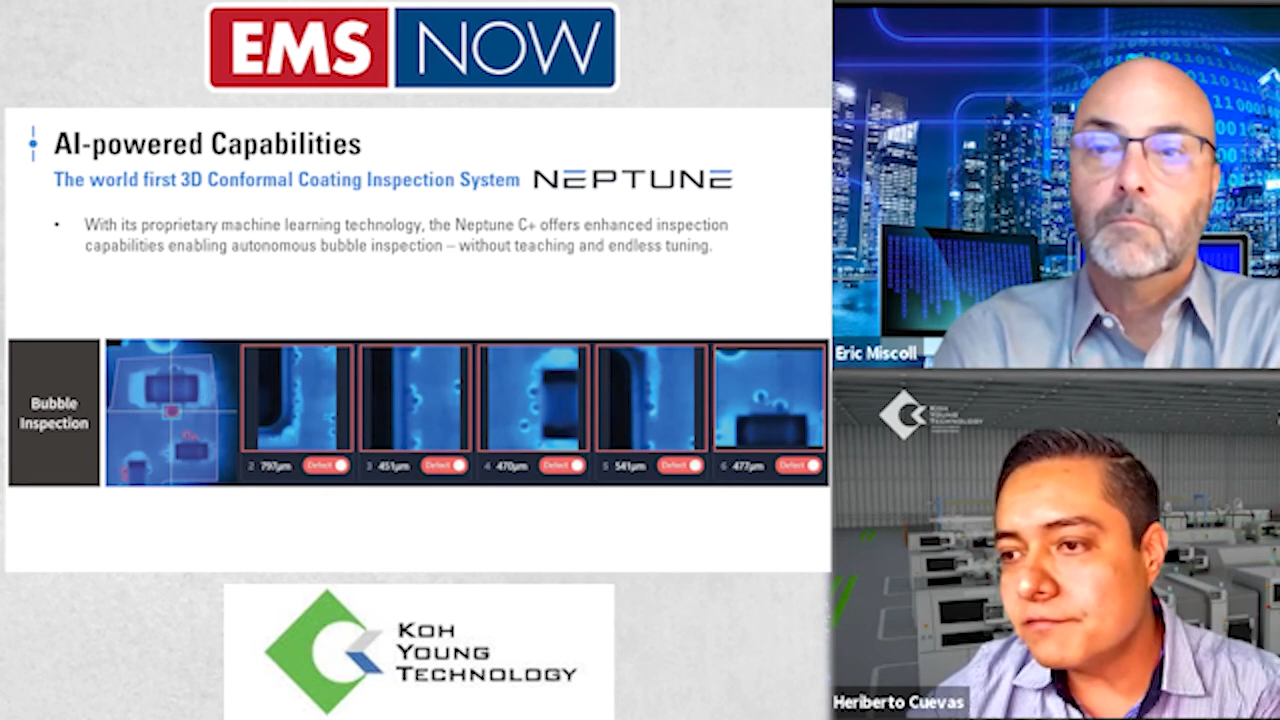 EMS NOW
AI-powered Capabilities
The world first 3D Conformal Coating Inspection System NEPTUNE
• With its proprietary machine learning technology, the Neptune C+ offers enhanced inspection
capabilities enabling autonomous bubble inspection – without teaching and endless tuning.
Bubble
Inspection
2 797μm Defect
3 451μm Defect
4 470μm Defect
5 541μm Defect
6 477μm Defect
KOH
YOUNG
TECHNOLOGY
Eric Miscoll
KOH YOUNG
TECHNOLOGY
Heriberto Cuevas